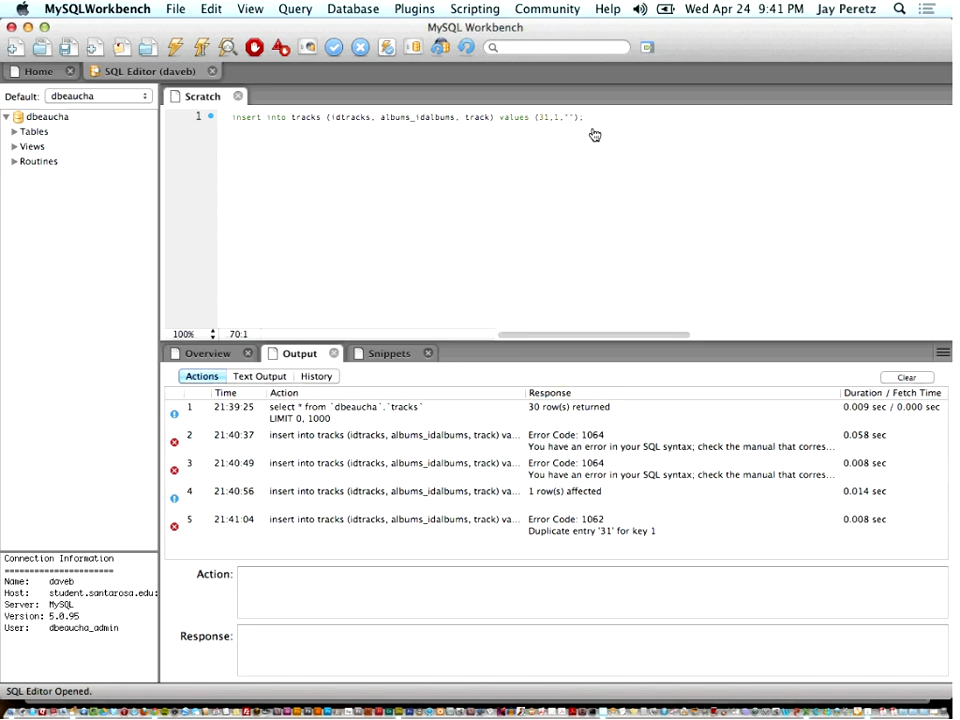 MySQLWorkbench File Edit View Query Database Plugins Scripting Community Help Wed Apr 24 9:41 PM Jay Peretz
MySQL Workbench
Home SQL Editor (daveb)
Default: dbeaucha
Scratch
dbeaucha
Tables
Views
Routines
1 insert into tracks (idtracks, albums_idalbums, track) values (31,1,"");
100% 70:1
Overview Output Snippets
Actions Text Output History Clear
Time Action Response Duration / Fetch Time
1 21:39:25 select * from `dbeaucha`.`tracks` 30 row(s) returned 0.009 sec / 0.000 sec
LIMIT 0, 1000
2 21:40:37 insert into tracks (idtracks, albums_idalbums, track) va... Error Code: 1064 0.058 sec
You have an error in your SQL syntax; check the manual that corres...
3 21:40:49 insert into tracks (idtracks, albums_idalbums, track) va... Error Code: 1064 0.008 sec
You have an error in your SQL syntax; check the manual that corres...
4 21:40:56 insert into tracks (idtracks, albums_idalbums, track) va... 1 row(s) affected 0.014 sec
5 21:41:04 insert into tracks (idtracks, albums_idalbums, track) va... Error Code: 1062 0.008 sec
Duplicate entry '31' for key 1
Connection Information
======================
Name: daveb
Host: student.santarosa.edu:
Server: MySQL
Version: 5.0.95
User: dbeaucha_admin
Action:
Response:
SQL Editor Opened.